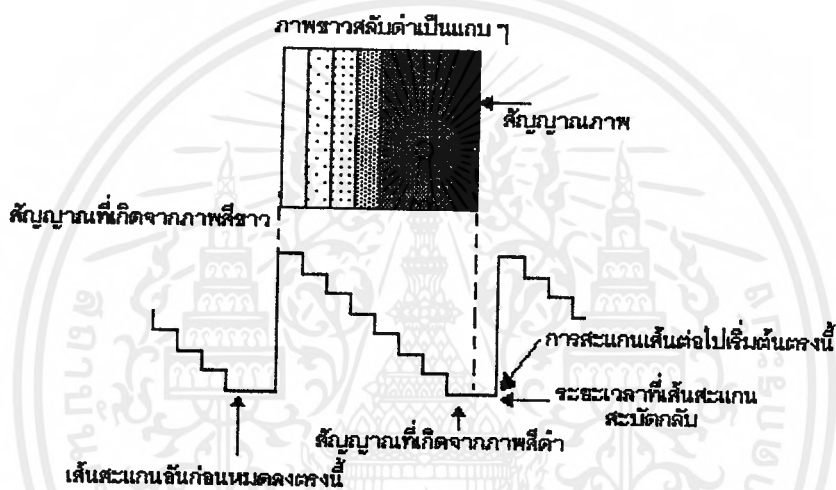 ภาพขาวสลับดำเป็นแถบ ๆ
สัญญาณภาพ
สัญญาณที่เกิดจากภาพสีขาว
การสะแกนเส้นต่อไปเริ่มต้นตรงนี้
ระยะเวลาที่เส้นสะแกน
สะบัดกลับ
สัญญาณที่เกิดจากภาพสีดำ
เส้นสะแกนอันก่อนหมดลงตรงนี้